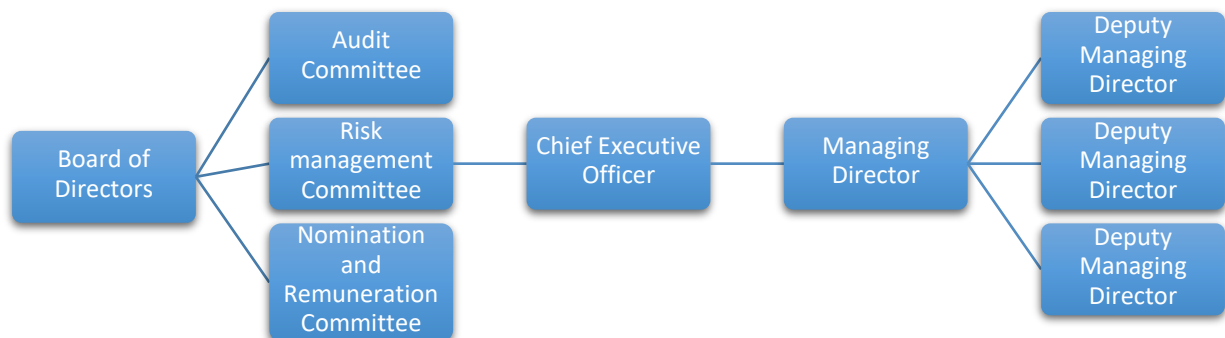 Board of
Directors
Audit
Committee
Risk
management
Committee
Nomination
and
Remuneration
Committee
Chief Executive
Officer
Managing
Director
Deputy
Managing
Director
Deputy
Managing
Director
Deputy
Managing
Director